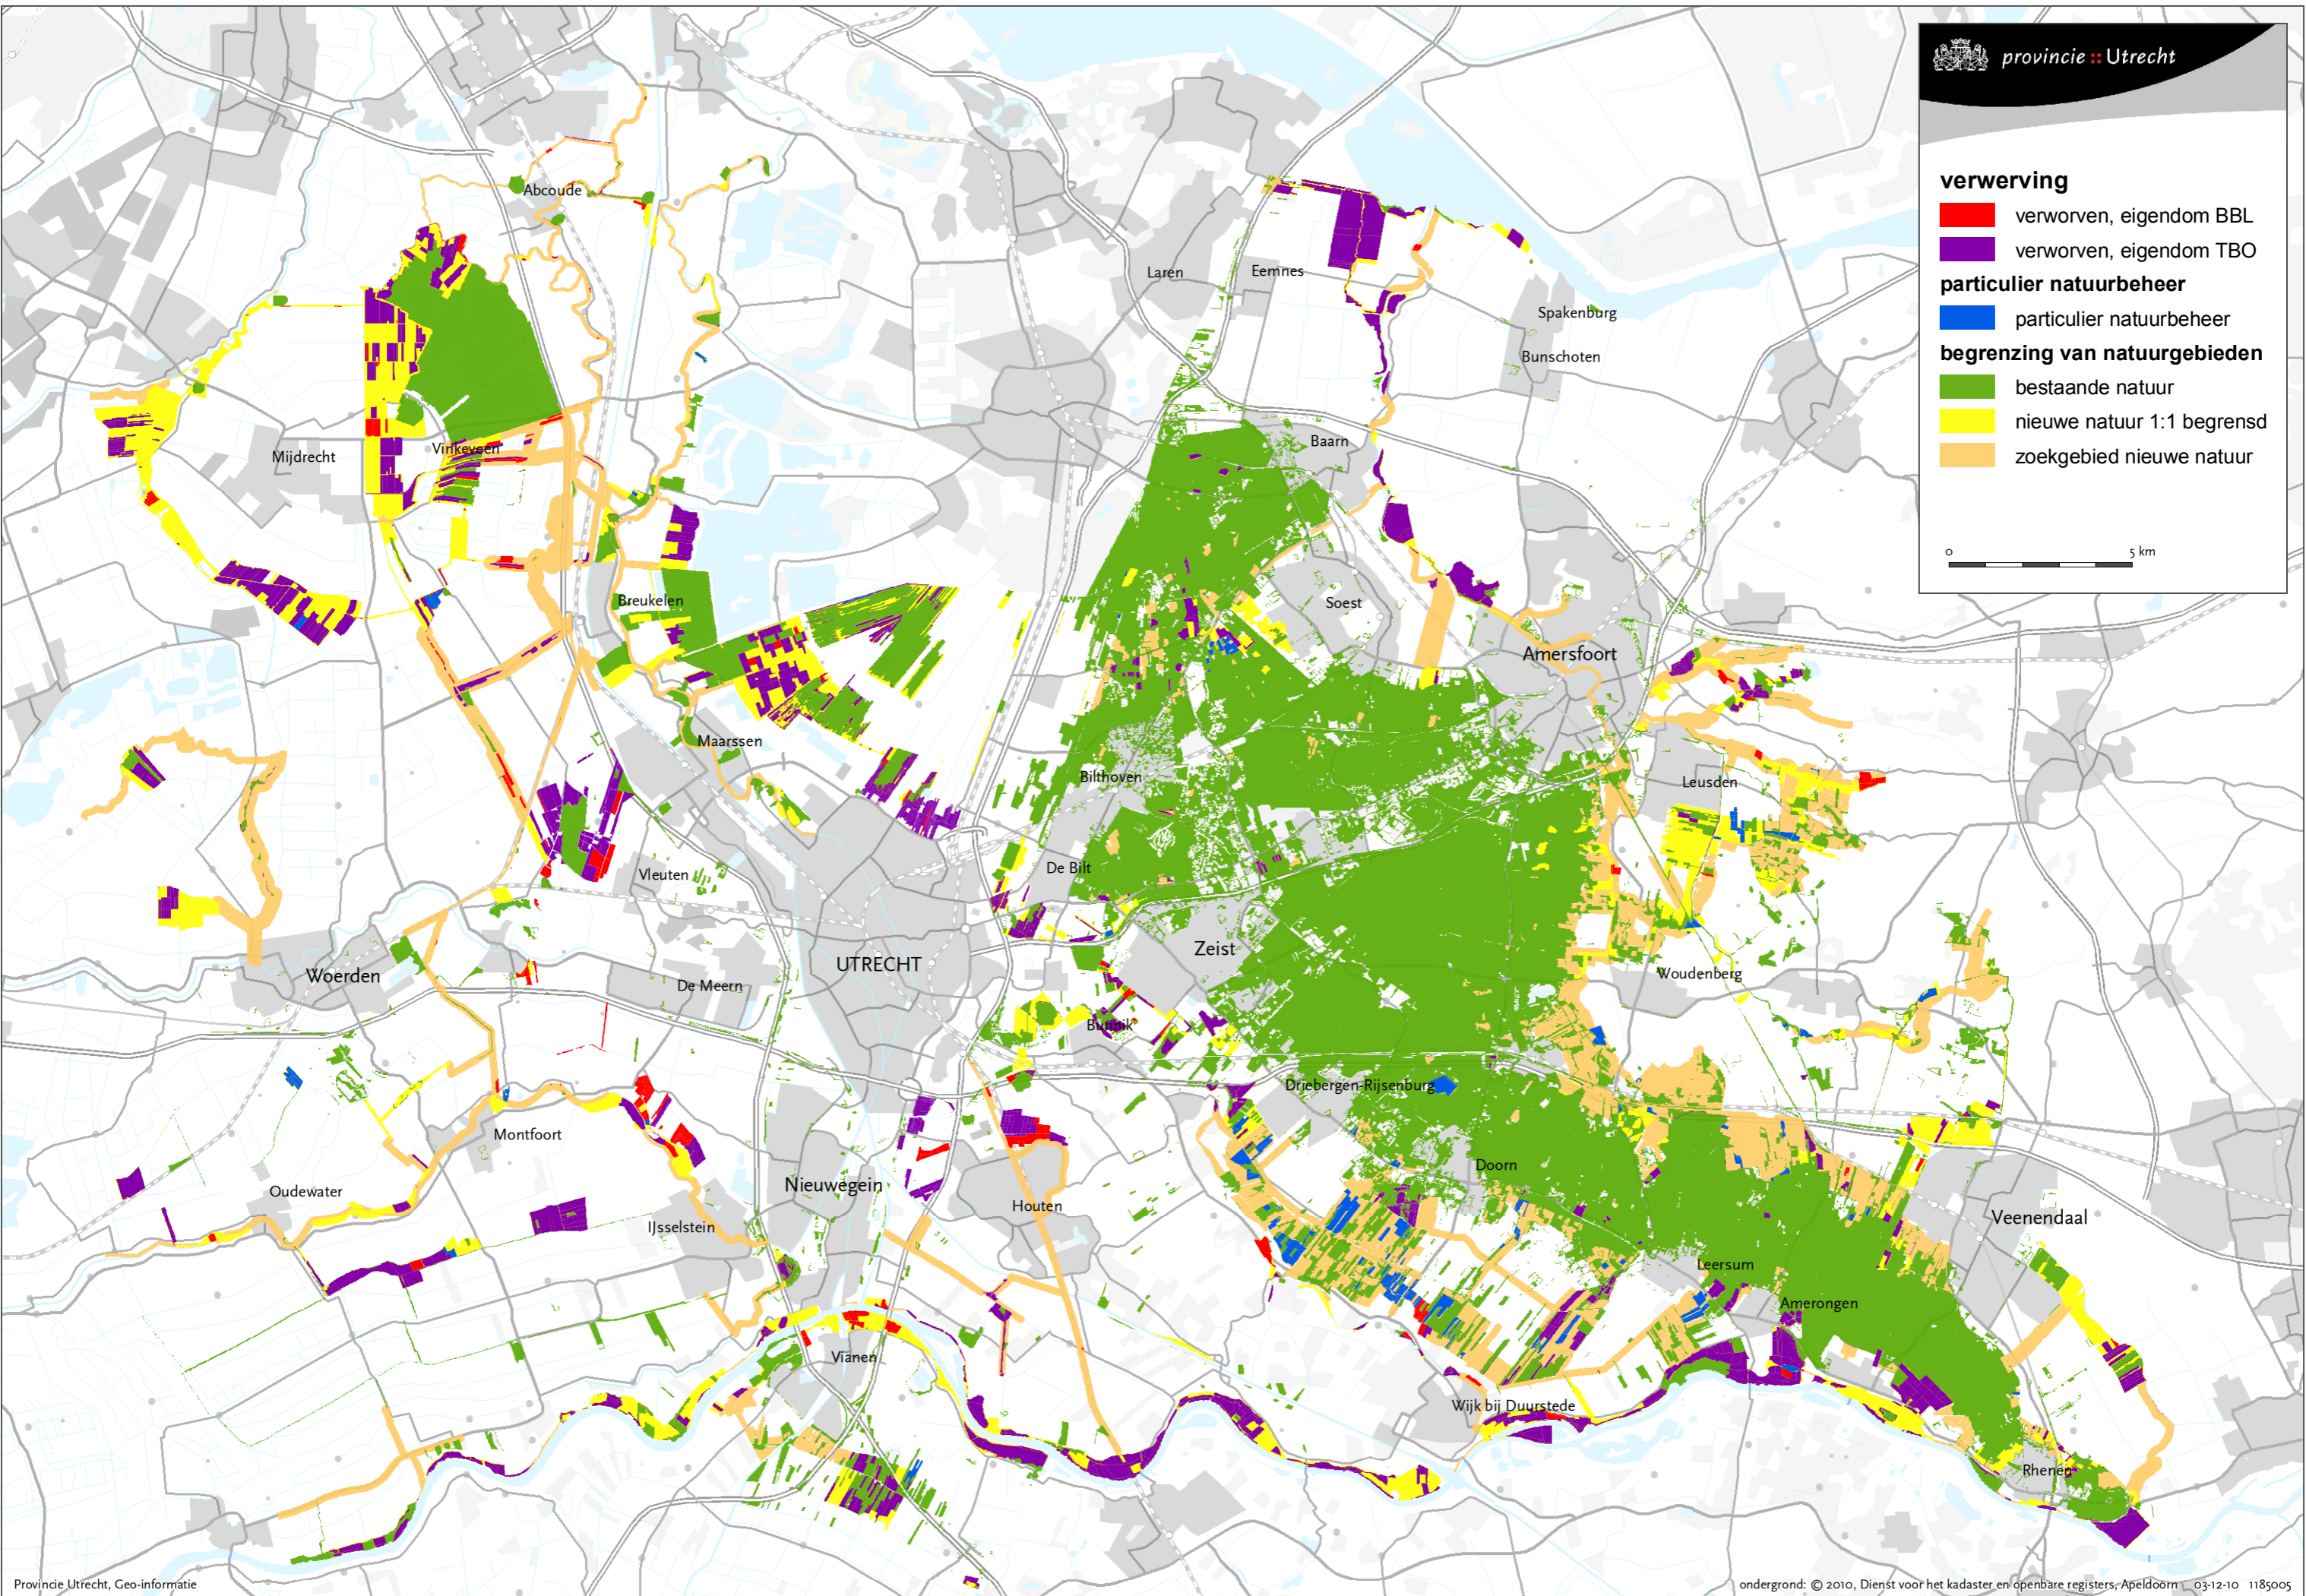 provincie :: Utrecht
verwerving
verworven, eigendom BBL
verworven, eigendom TBO
particulier natuurbeheer
particulier natuurbeheer
begrenzing van natuurgebieden
bestaande natuur
nieuwe natuur 1:1 begrensd
zoekgebied nieuwe natuur
0 5 km
Abcoude
Laren
Eemnes
Spakenburg
Bunschoten
Baarn
Mijdrecht
Vinkeveen
Breukelen
Soest
Amersfoort
Maarssen
Bilthoven
Leusden
De Bilt
Vleuten
Zeist
UTRECHT
Woerden
De Meern
Woudenberg
Bunnik
Driebergen-Rijsenburg
Montfoort
Doorn
Nieuwegein
Oudewater
Houten
IJsselstein
Veenendaal
Leersum
Amerongen
Vianen
Wijk bij Duurstede
Rhenen
Provincie Utrecht, Geo-informatie
ondergrond: © 2010, Dienst voor het kadaster en openbare registers, Apeldoorn 03-12-10 1185005